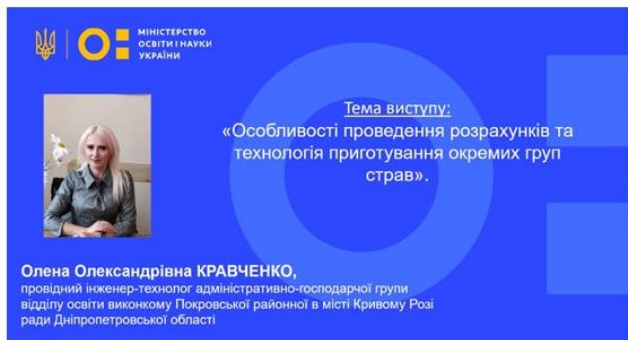 МІНІСТЕРСТВО
ОСВІТИ І НАУКИ
УКРАЇНИ
Тема виступу:
«Особливості проведення розрахунків та
технологія приготування окремих груп
страв».
Олена Олександрівна КРАВЧЕНКО,
провідний інженер-технолог адміністративно-господарчої групи
відділу освіти виконкому Покровської районної в місті Кривому Розі
ради Дніпропетровської області